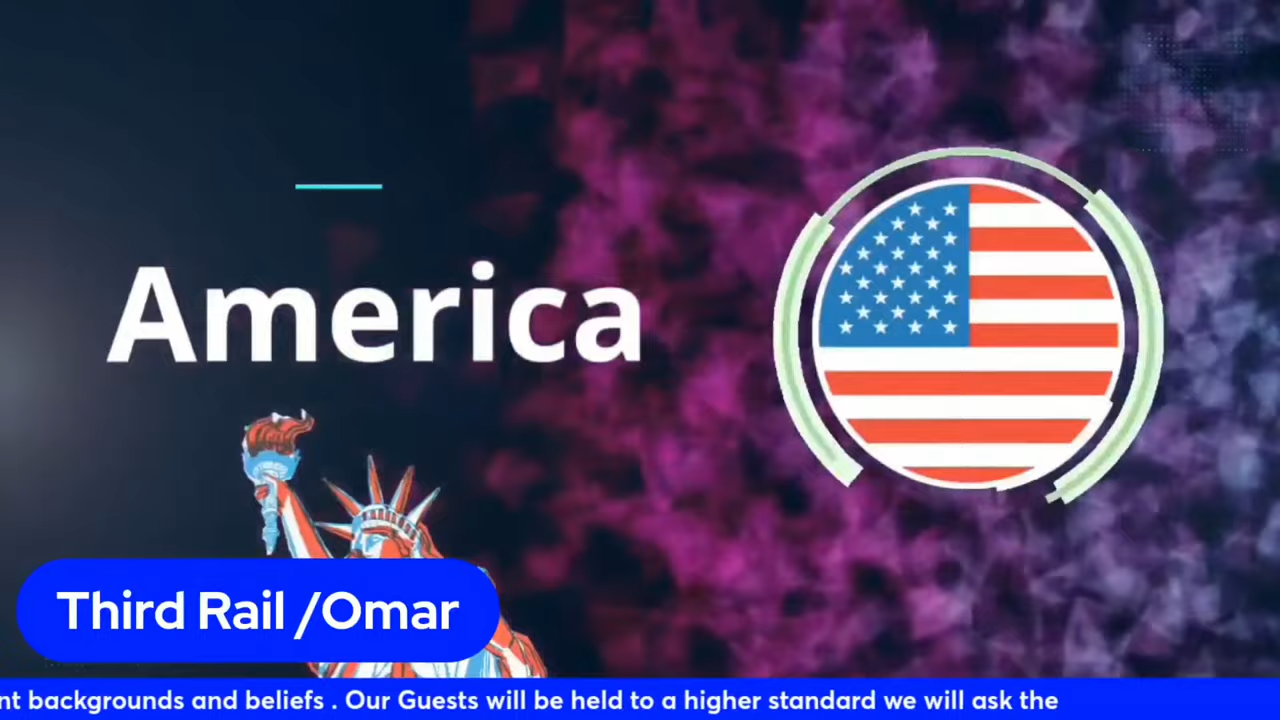 America
Third Rail /Omar
nt backgrounds and beliefs . Our Guests will be held to a higher standard we will ask the